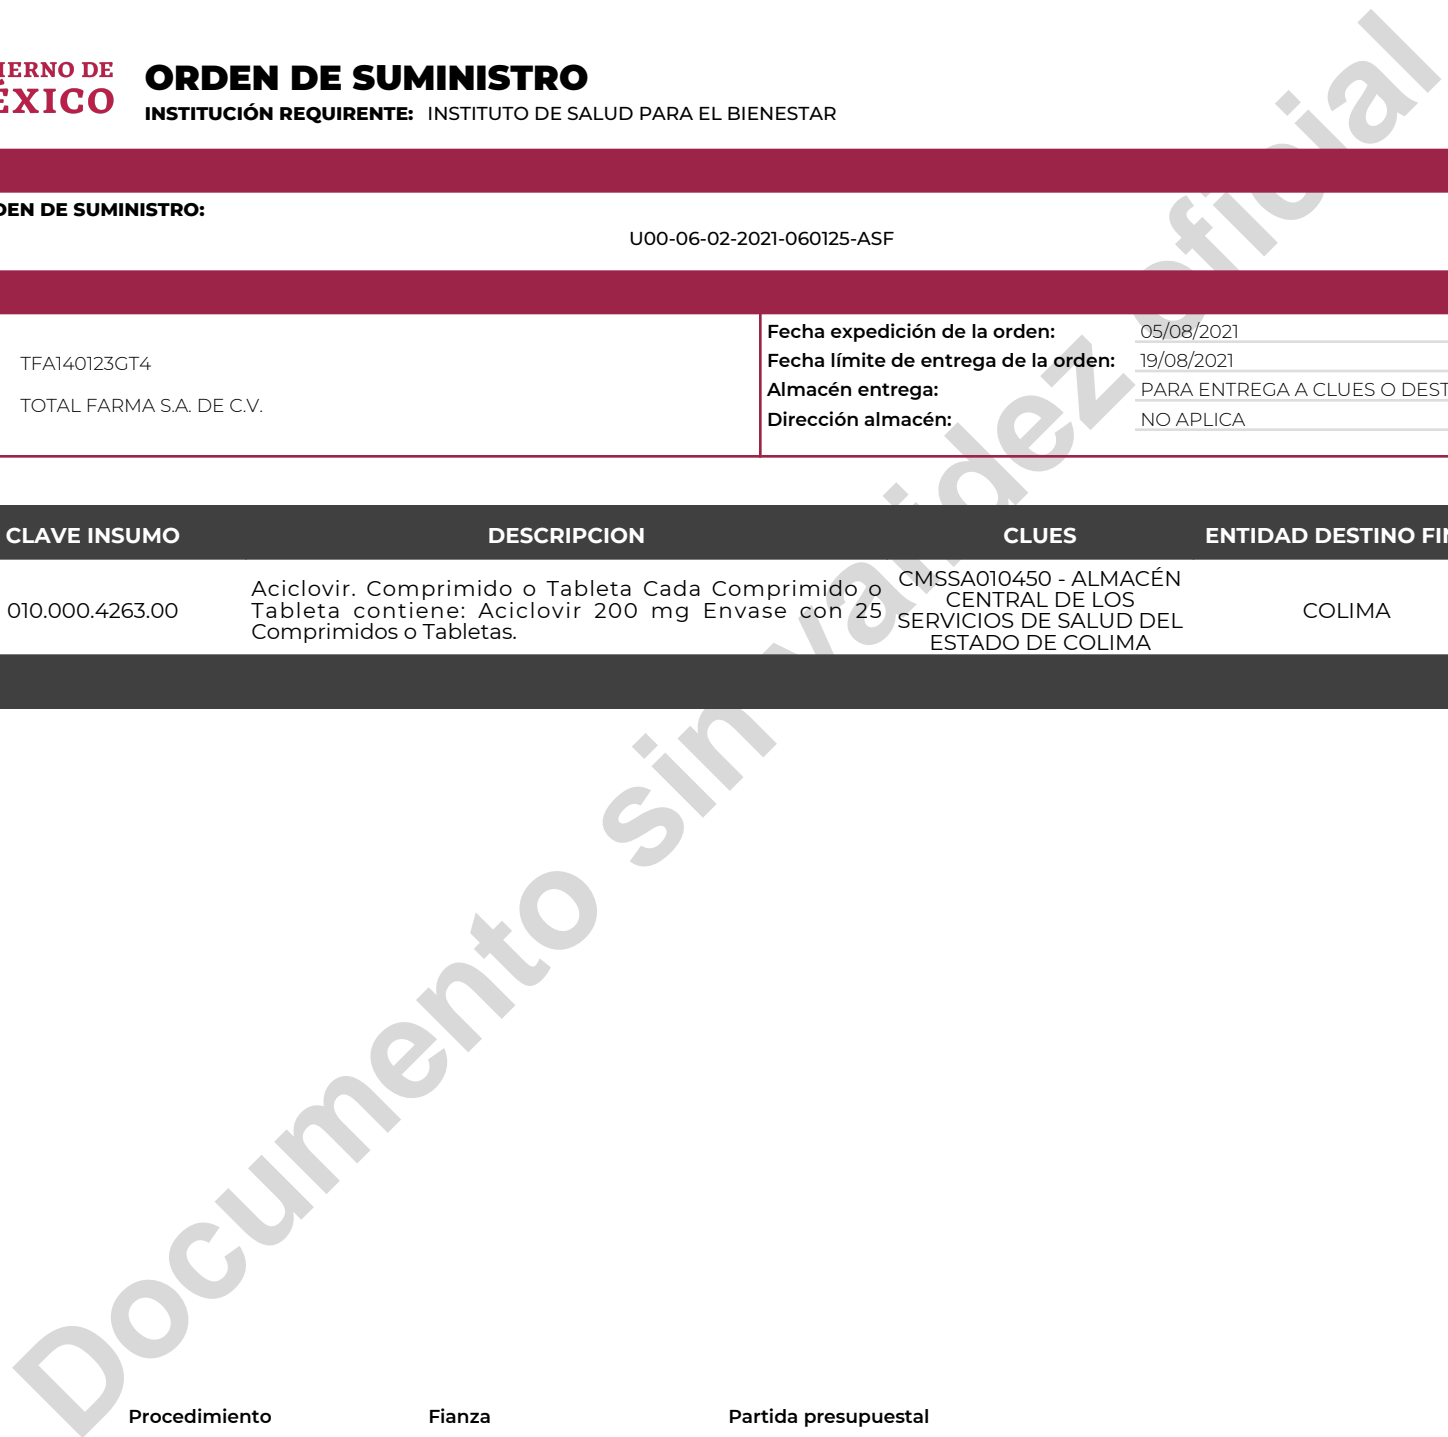 IERNO DE
ÉXICO
ORDEN DE SUMINISTRO
INSTITUCIÓN REQUIRENTE: INSTITUTO DE SALUD PARA EL BIENESTAR
DEN DE SUMINISTRO:
U00-06-02-2021-060125-ASF
TFA140123GT4
TOTAL FARMA S.A. DE C.V.
Fecha expedición de la orden: 05/08/2021
Fecha límite de entrega de la orden: 19/08/2021
Almacén entrega: PARA ENTREGA A CLUES O DEST
Dirección almacén: NO APLICA
CLAVE INSUMO DESCRIPCION CLUES ENTIDAD DESTINO FIN
010.000.4263.00
Aciclovir. Comprimido o Tableta Cada Comprimido o
Tableta contiene: Aciclovir 200 mg Envase con 25
Comprimidos o Tabletas.
CMSSA010450 - ALMACÉN
CENTRAL DE LOS
SERVICIOS DE SALUD DEL
ESTADO DE COLIMA
COLIMA
Documento sin validez oficial
Procedimiento Fianza Partida presupuestal